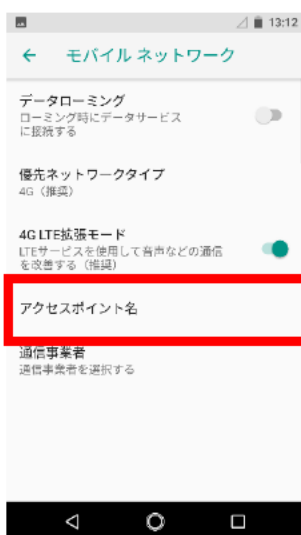 13:12
モバイル ネットワーク
データローミング
ローミング時にデータサービス
に接続する
優先ネットワークタイプ
4G（推奨）
4G LTE拡張モード
LTEサービスを使用して音声などの通信
を改善する（推奨）
アクセスポイント名
通信事業者
通信事業者を選択する